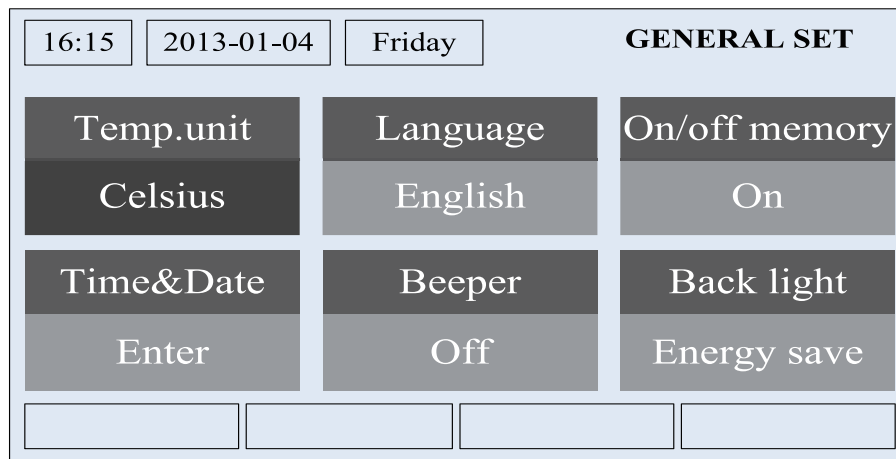 16:15 2013-01-04 Friday GENERAL SET
Temp.unit Language On/off memory
Celsius English On
Time&Date Beeper Back light
Enter Off Energy save